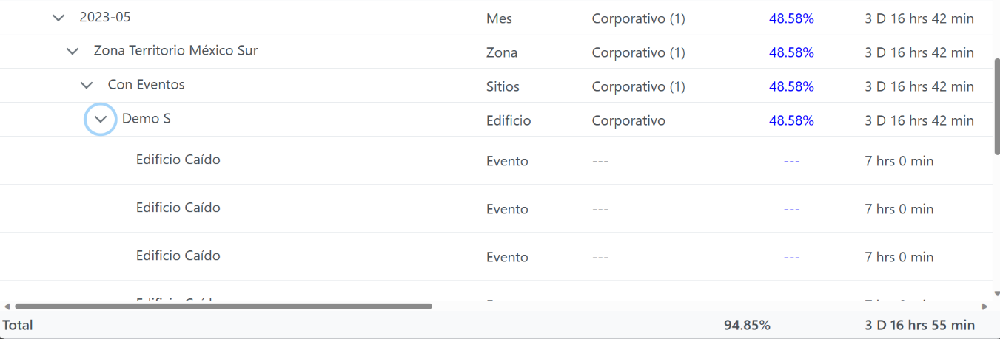 2023-05 Mes Corporativo (1) 48.58% 3 D 16 hrs 42 min
Zona Territorio México Sur Zona Corporativo (1) 48.58% 3 D 16 hrs 42 min
Con Eventos Sitios Corporativo (1) 48.58% 3 D 16 hrs 42 min
Demo S Edificio Corporativo 48.58% 3 D 16 hrs 42 min
Edificio Caído Evento --- --- 7 hrs 0 min
Edificio Caído Evento --- --- 7 hrs 0 min
Edificio Caído Evento --- --- 7 hrs 0 min
Total 94.85% 3 D 16 hrs 55 min